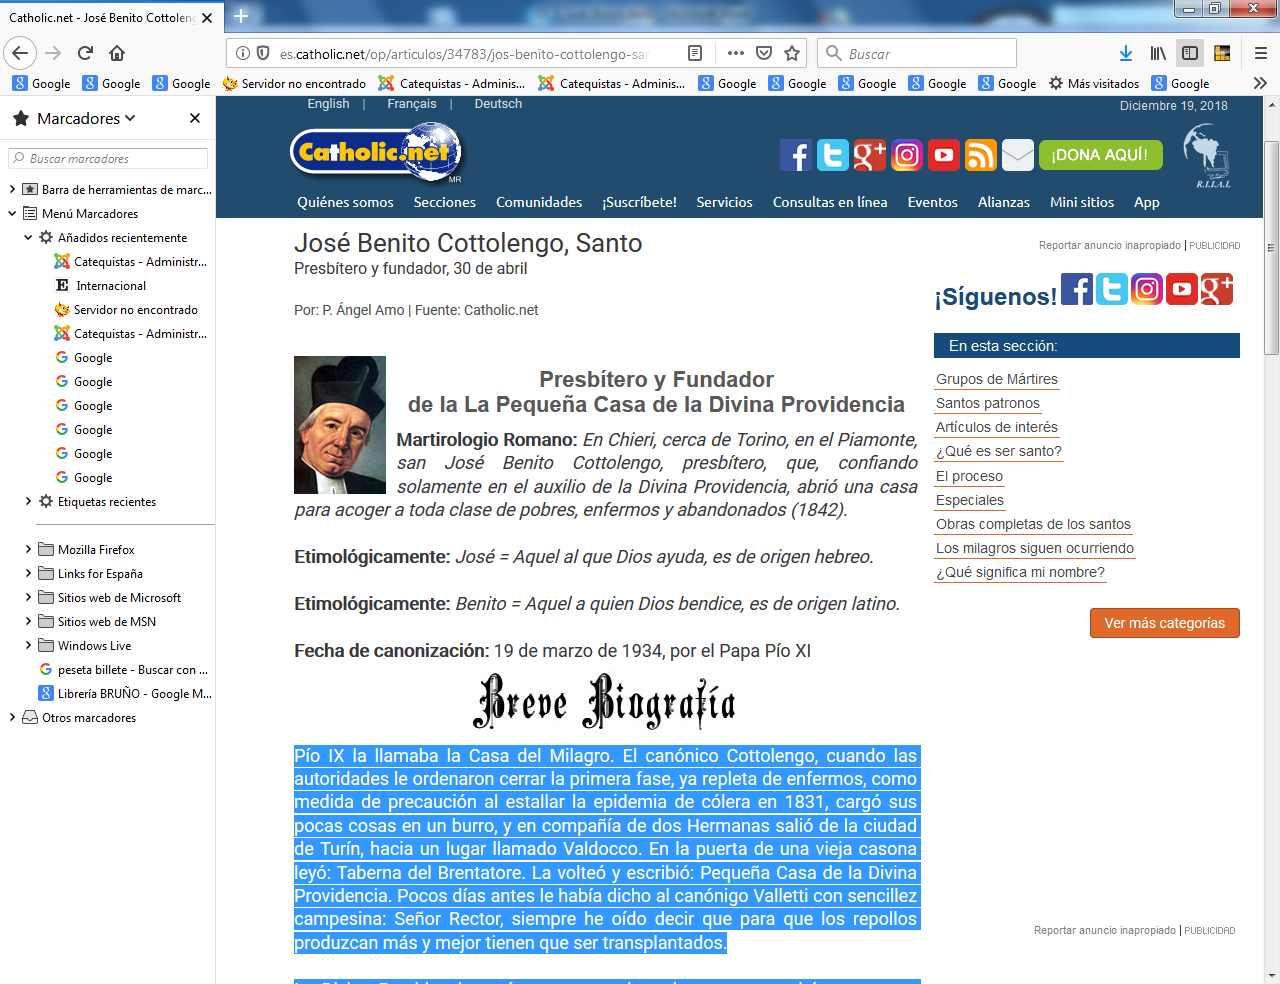 Catholic.net - José Benito Cottoleng
es.catholic.net/op/articulos/34783/jos-benito-cottolengo-sa
Buscar
Google
Google
Google
Servidor no encontrado
Catequistas - Adminis...
Catequistas - Adminis...
Google
Google
Google
Google
Google
Más visitados
Google
Marcadores
Buscar marcadores
Barra de herramientas de marc...
Menú Marcadores
Añadidos recientemente
Catequistas - Administr...
Internacional
Servidor no encontrado
Catequistas - Administr...
Google
Google
Google
Google
Google
Google
Etiquetas recientes
Mozilla Firefox
Links for España
Sitios web de Microsoft
Sitios web de MSN
Windows Live
peseta billete - Buscar con ...
Librería BRUÑO - Google M...
Otros marcadores
English | Français | Deutsch
Diciembre 19, 2018
Catholic.net
MR
¡DONA AQUÍ!
R.I.I.A.L
Quiénes somos Secciones Comunidades ¡Suscríbete! Servicios Consultas en línea Eventos Alianzas Mini sitios App
José Benito Cottolengo, Santo
Presbítero y fundador, 30 de abril
Por: P. Ángel Amo | Fuente: Catholic.net
Presbítero y Fundador
de la La Pequeña Casa de la Divina Providencia
Martirologio Romano: En Chieri, cerca de Torino, en el Piamonte,
san José Benito Cottolengo, presbítero, que, confiando
solamente en el auxilio de la Divina Providencia, abrió una casa
para acoger a toda clase de pobres, enfermos y abandonados (1842).
Etimológicamente: José = Aquel al que Dios ayuda, es de origen hebreo.
Etimológicamente: Benito = Aquel a quien Dios bendice, es de origen latino.
Fecha de canonización: 19 de marzo de 1934, por el Papa Pío XI
Breve Biografía
Pío IX la llamaba la Casa del Milagro. El canónico Cottolengo, cuando las
autoridades le ordenaron cerrar la primera fase, ya repleta de enfermos, como
medida de precaución al estallar la epidemia de cólera en 1831, cargó sus
pocas cosas en un burro, y en compañía de dos Hermanas salió de la ciudad
de Turín, hacia un lugar llamado Valdocco. En la puerta de una vieja casona
leyó: Taberna del Brentatore. La volteó y escribió: Pequeña Casa de la Divina
Providencia. Pocos días antes le había dicho al canónigo Valletti con sencillez
campesina: Señor Rector, siempre he oído decir que para que los repollos
produzcan más y mejor tienen que ser transplantados.
Reportar anuncio inapropiado | PUBLICIDAD
¡Síguenos!
En esta sección:
Grupos de Mártires
Santos patronos
Artículos de interés
¿Qué es ser santo?
El proceso
Especiales
Obras completas de los santos
Los milagros siguen ocurriendo
¿Qué significa mi nombre?
Ver más categorías
Reportar anuncio inapropiado | PUBLICIDAD